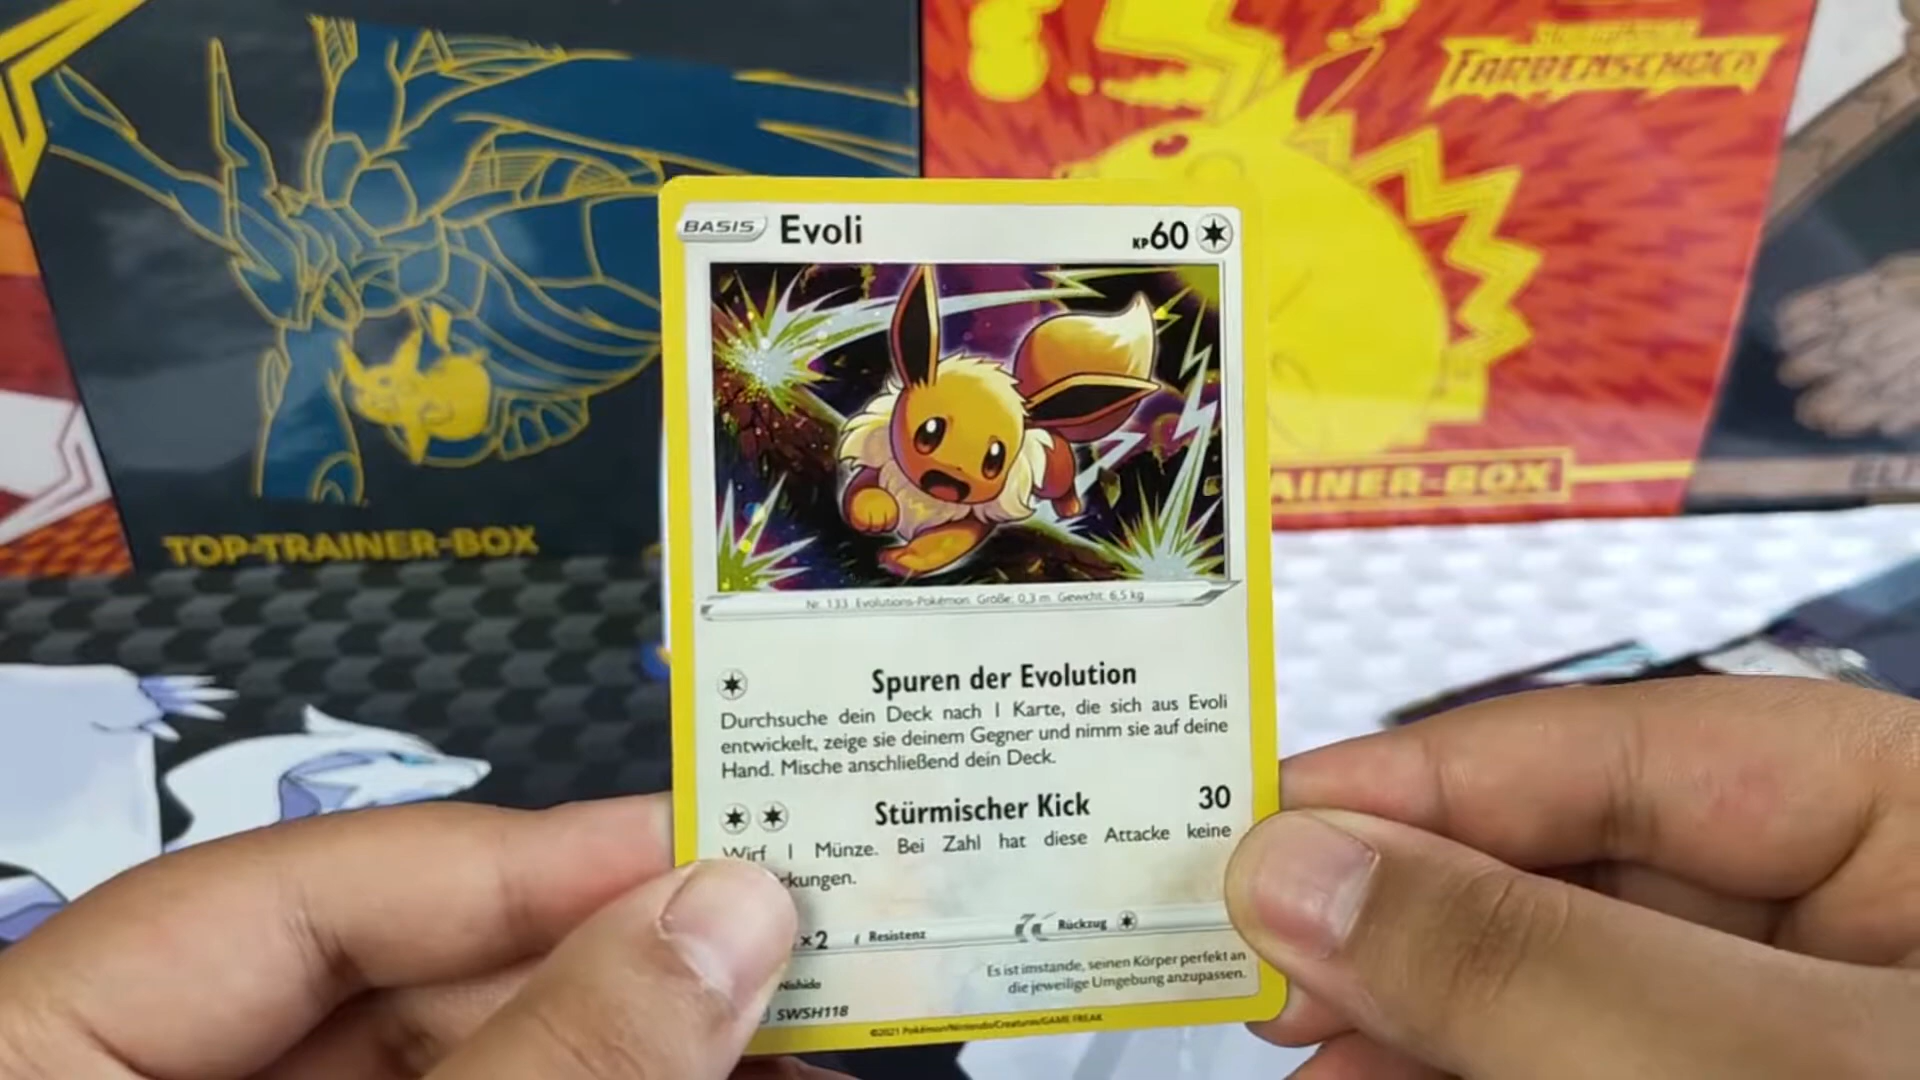 FARBENSCHOCK
TOP-TRAINER-BOX
AINER-BOX
BASIS Evoli KP60
Nr. 133 Evolutions-Pokémon Größe: 0,3 m Gewicht: 6,5 kg
Spuren der Evolution
Durchsuche dein Deck nach 1 Karte, die sich aus Evoli
entwickelt, zeige sie deinem Gegner und nimm sie auf deine
Hand. Mische anschließend dein Deck.
Stürmischer Kick 30
Wirf 1 Münze. Bei Zahl hat diese Attacke keine
rkungen.
×2 Resistenz Rückzug
Nishida
Es ist imstande, seinen Körper perfekt an
die jeweilige Umgebung anzupassen.
SWSH118
©2021 Pokémon/Nintendo/Creatures/GAME FREAK